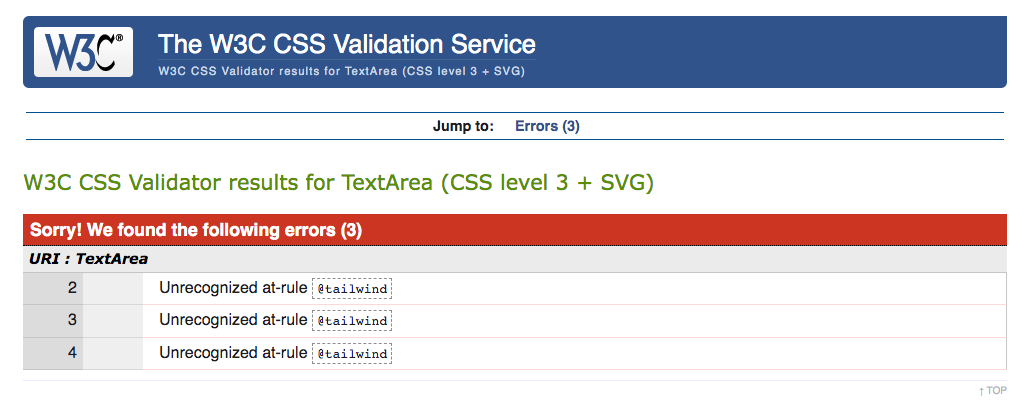 W3C®
The W3C CSS Validation Service
W3C CSS Validator results for TextArea (CSS level 3 + SVG)
Jump to: Errors (3)
W3C CSS Validator results for TextArea (CSS level 3 + SVG)
Sorry! We found the following errors (3)
URI : TextArea
2 Unrecognized at-rule @tailwind
3 Unrecognized at-rule @tailwind
4 Unrecognized at-rule @tailwind
↑ TOP